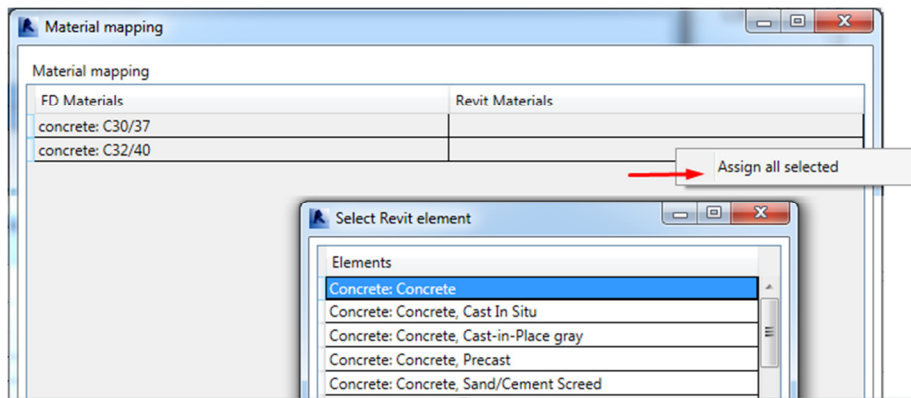 Material mapping
Material mapping
FD Materials Revit Materials
concrete: C30/37
concrete: C32/40
Assign all selected
Select Revit element
Elements
Concrete: Concrete
Concrete: Concrete, Cast In Situ
Concrete: Concrete, Cast-in-Place gray
Concrete: Concrete, Precast
Concrete: Concrete, Sand/Cement Screed